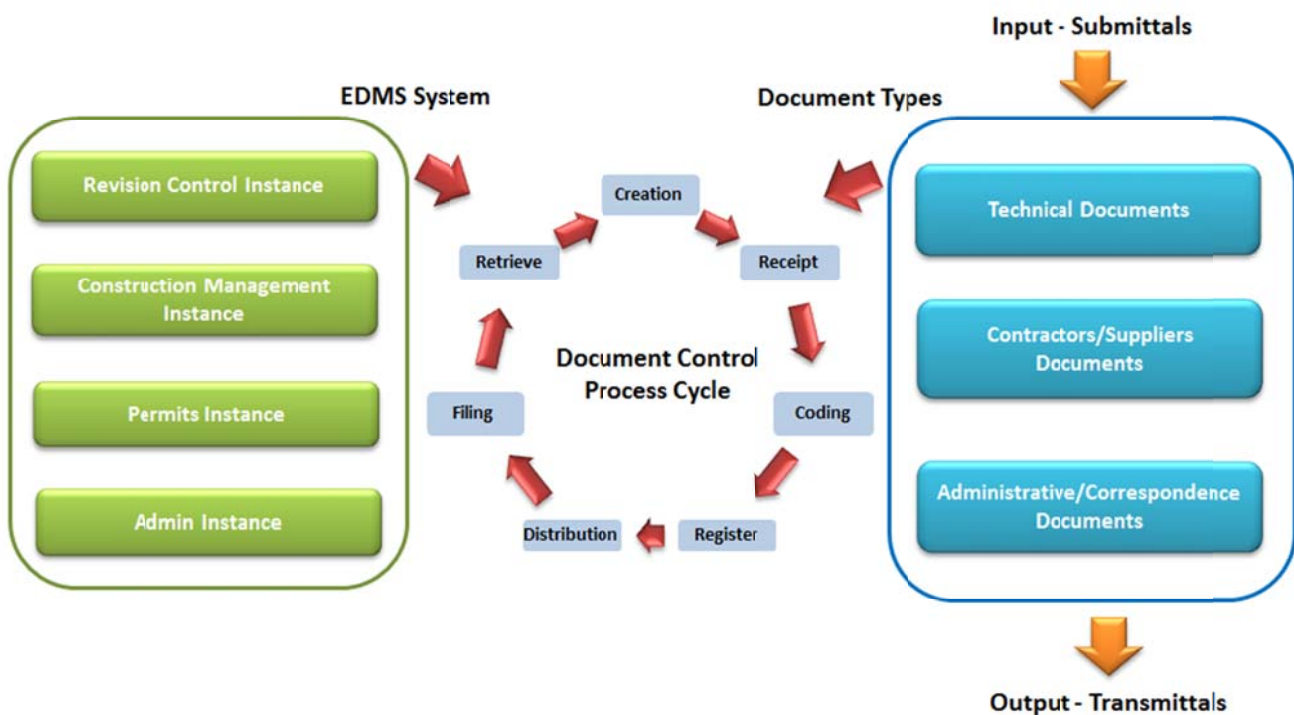 Input - Submittals
EDMS System
Document Types
Revision Control Instance
Construction Management
Instance
Permits Instance
Admin Instance
Creation
Receipt
Coding
Register
Distribution
Filing
Retrieve
Document Control
Process Cycle
Technical Documents
Contractors/Suppliers
Documents
Administrative/Correspondence
Documents
Output - Transmittals